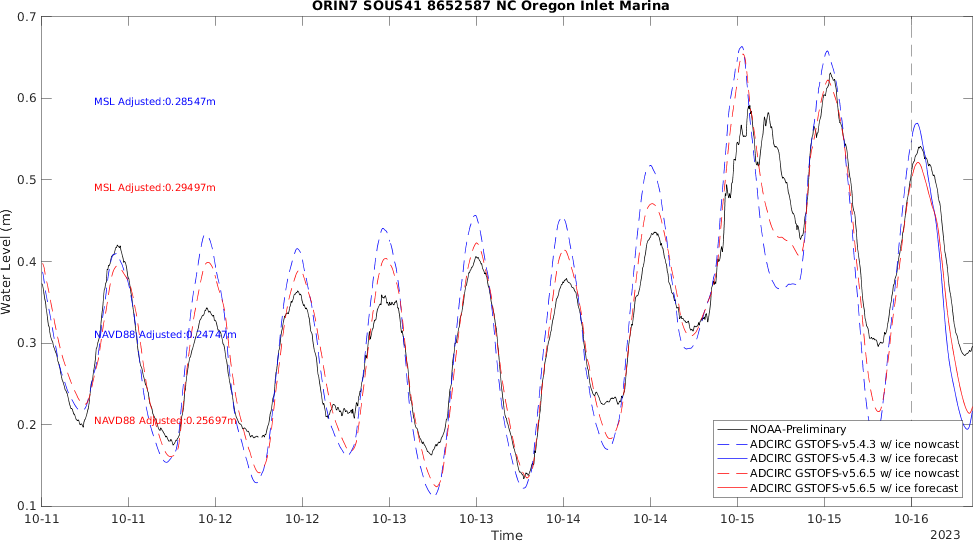 ORIN7 SOUS41 8652587 NC Oregon Inlet Marina
0.7
0.6
0.5
0.4
0.3
0.2
0.1
Water Level (m)
MSL Adjusted:0.28547m
MSL Adjusted:0.29497m
NAVD88 Adjusted:0.24747m
NAVD88 Adjusted:0.25697m
NOAA-Preliminary
ADCIRC GSTOFS-v5.4.3 w/ ice nowcast
ADCIRC GSTOFS-v5.4.3 w/ ice forecast
ADCIRC GSTOFS-v5.6.5 w/ ice nowcast
ADCIRC GSTOFS-v5.6.5 w/ ice forecast
10-11 10-11 10-12 10-12 10-13 10-13 10-14 10-14 10-15 10-15 10-16
Time
2023